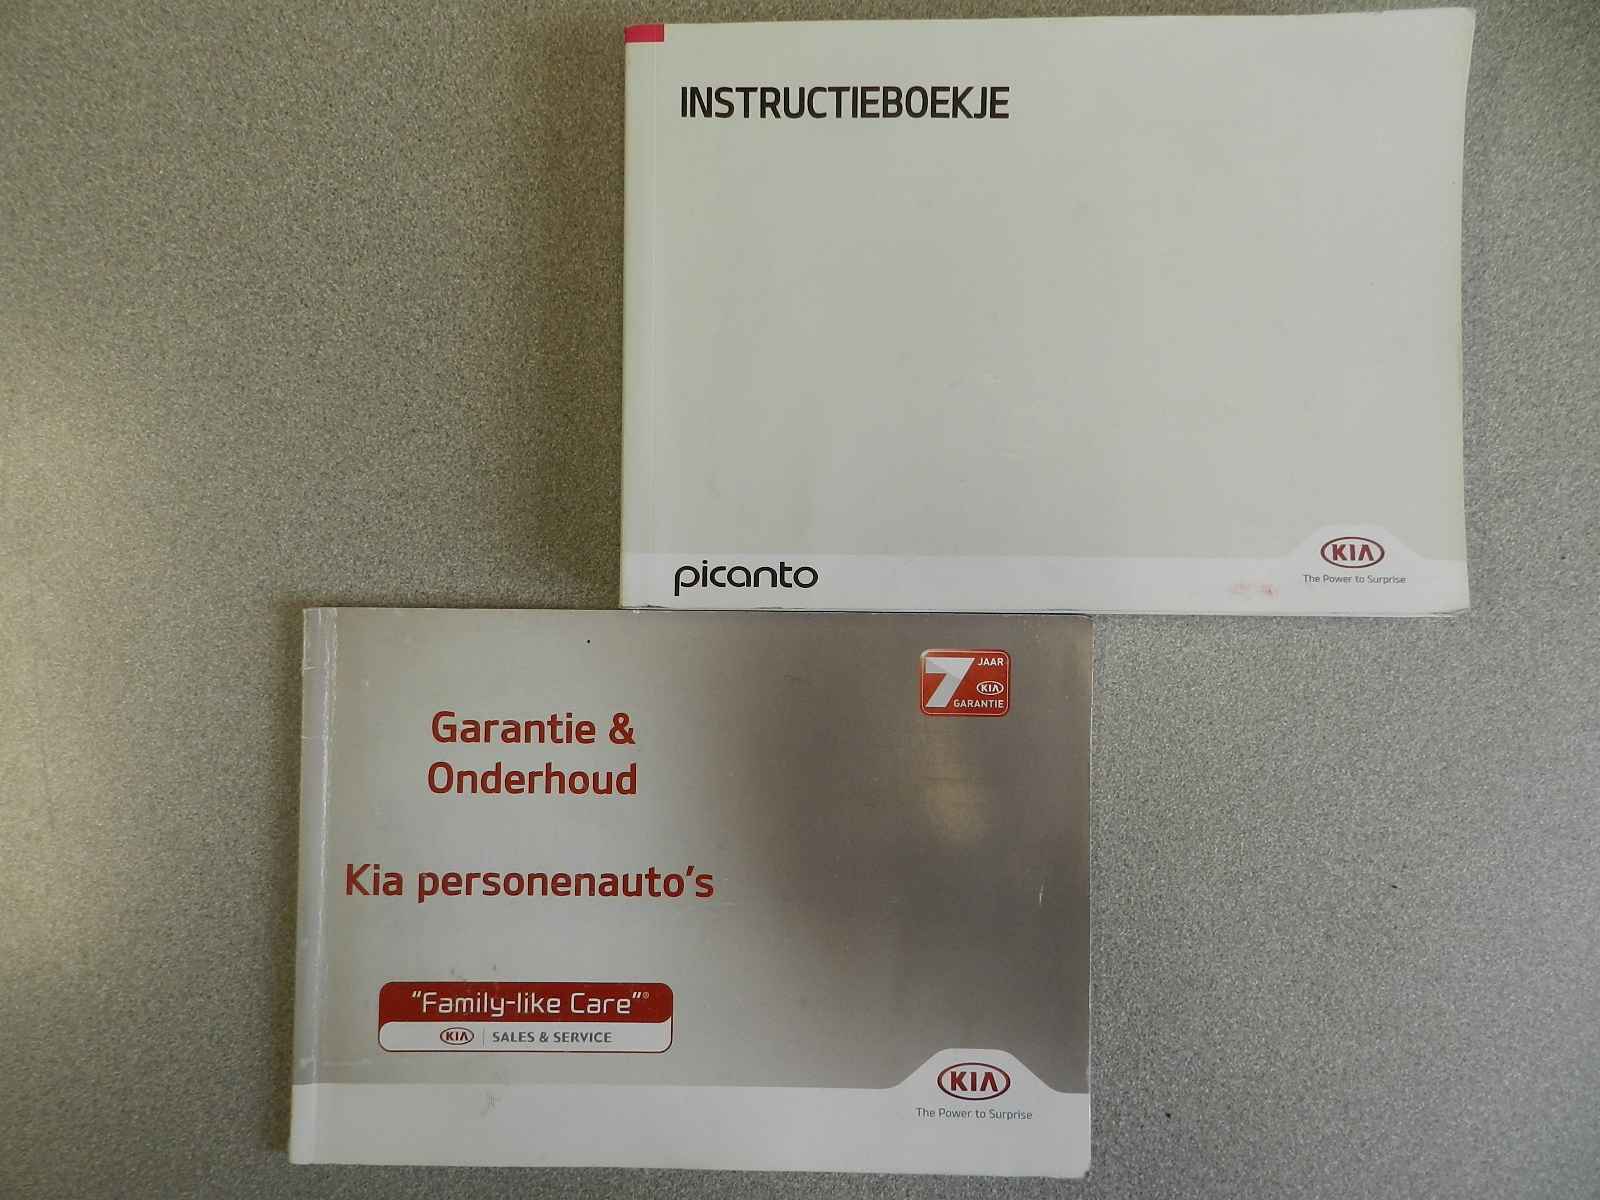 INSTRUCTIEBOEKJE
picanto
KIA
The Power to Surprise
7 JAAR
KIA
GARANTIE
Garantie &
Onderhoud
Kia personenauto's
"Family-like Care"®
KIA | SALES & SERVICE
KIA
The Power to Surprise